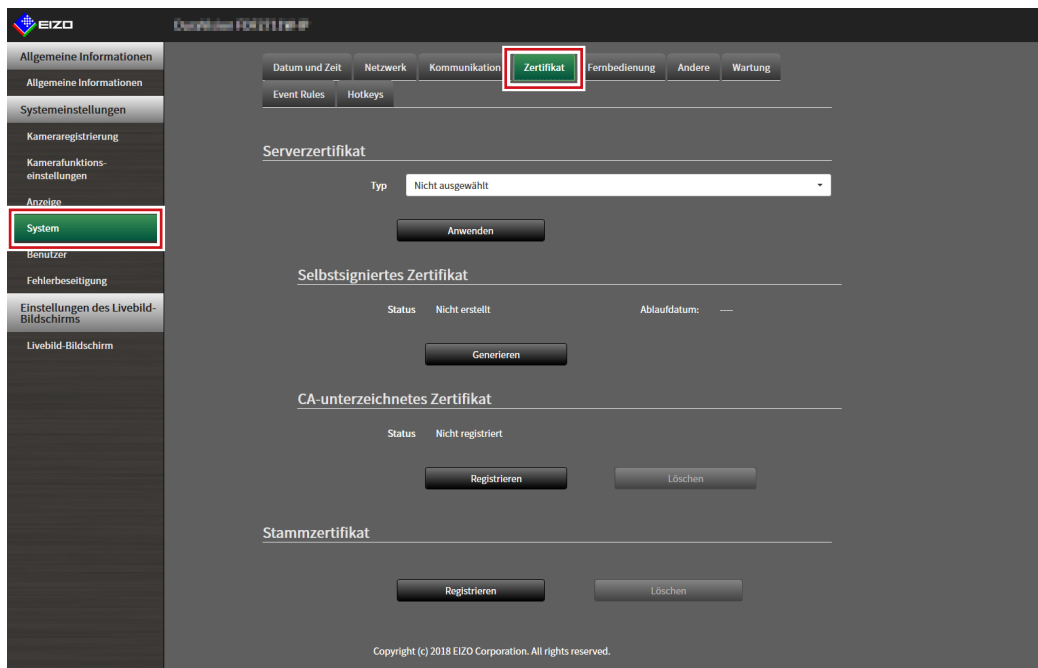 EIZO
Allgemeine Informationen
Allgemeine Informationen
Systemeinstellungen
Kameraregistrierung
Kamerafunktions-
einstellungen
Anzeige
System
Benutzer
Fehlerbeseitigung
Einstellungen des Livebild-
Bildschirms
Livebild-Bildschirm
Datum und Zeit Netzwerk Kommunikation Zertifikat Fernbedienung Andere Wartung
Event Rules Hotkeys
Serverzertifikat
Typ Nicht ausgewählt
Anwenden
Selbstsigniertes Zertifikat
Status Nicht erstellt Ablaufdatum: ----
Generieren
CA-unterzeichnetes Zertifikat
Status Nicht registriert
Registrieren Löschen
Stammzertifikat
Registrieren Löschen
Copyright (c) 2018 EIZO Corporation. All rights reserved.